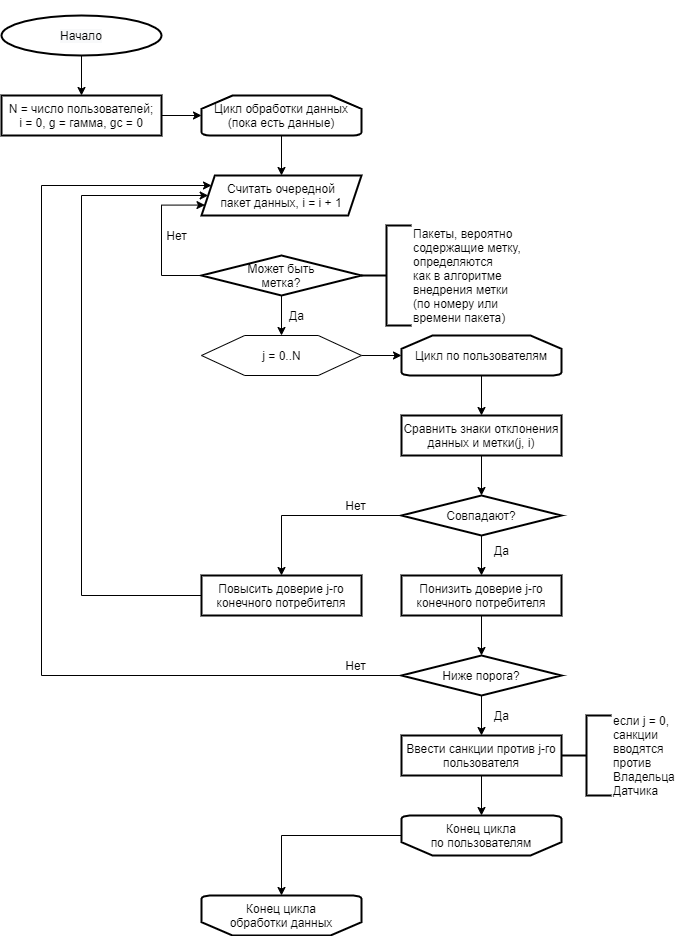 Начало
N = число пользователей;
i = 0, g = гамма, gc = 0
Цикл обработки данных
(пока есть данные)
Считать очередной
пакет данных, i = i + 1
Нет
Может быть
метка?
Пакеты, вероятно
содержащие метку,
определяются
как в алгоритме
внедрения метки
(по номеру или
времени пакета)
Да
j = 0..N
Цикл по пользователям
Сравнить знаки отклонения
данных и метки(j, i)
Нет
Совпадают?
Да
Повысить доверие j-го
конечного потребителя
Понизить доверие j-го
конечного потребителя
Нет
Ниже порога?
Да
Ввести санкции против j-го
пользователя
если j = 0,
санкции
вводятся
против
Владельца
Датчика
Конец цикла
по пользователям
Конец цикла
обработки данных